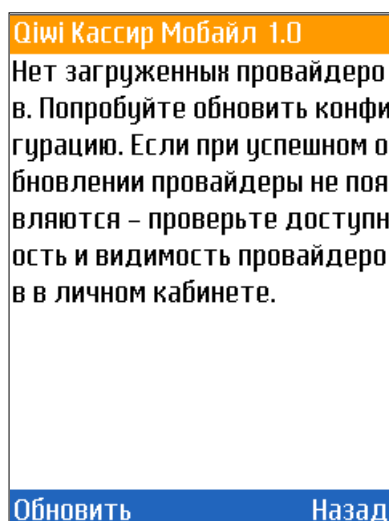 Qiwi Кассир Мобайл 1.0
Нет загруженных провайдеро
в. Попробуйте обновить конфи
гурацию. Если при успешном о
бновлении провайдеры не поя
вляются – проверьте доступн
ость и видимость провайдеро
в в личном кабинете.
Обновить Назад